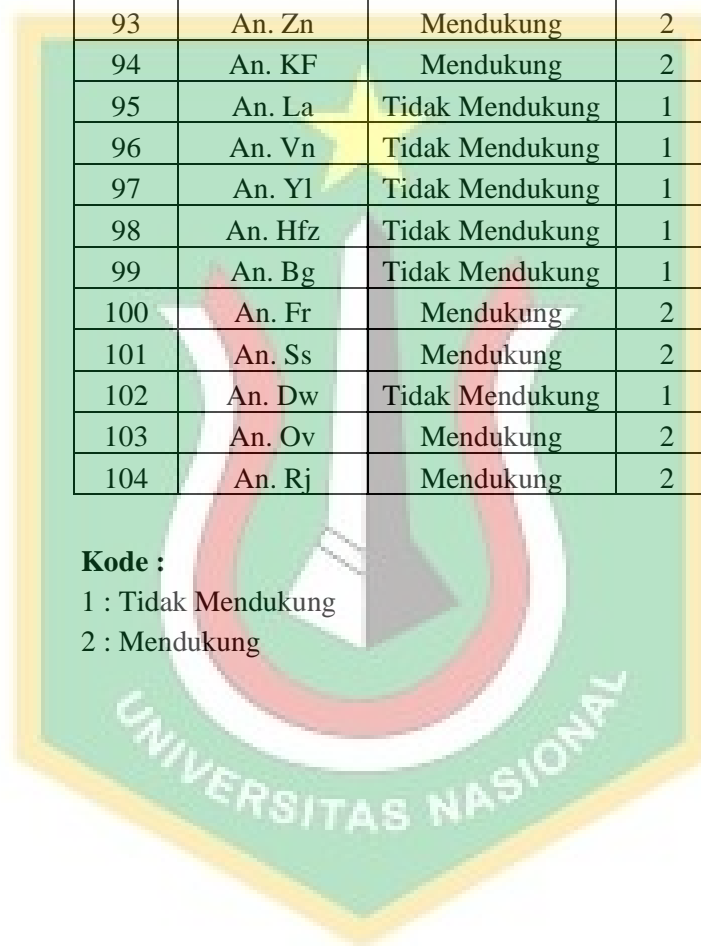 93 An. Zn Mendukung 2
94 An. KF Mendukung 2
95 An. La Tidak Mendukung 1
96 An. Vn Tidak Mendukung 1
97 An. Yl Tidak Mendukung 1
98 An. Hfz Tidak Mendukung 1
99 An. Bg Tidak Mendukung 1
100 An. Fr Mendukung 2
101 An. Ss Mendukung 2
102 An. Dw Tidak Mendukung 1
103 An. Ov Mendukung 2
104 An. Rj Mendukung 2
Kode :
1 : Tidak Mendukung
2 : Mendukung
UNIVERSITAS NASIONAL